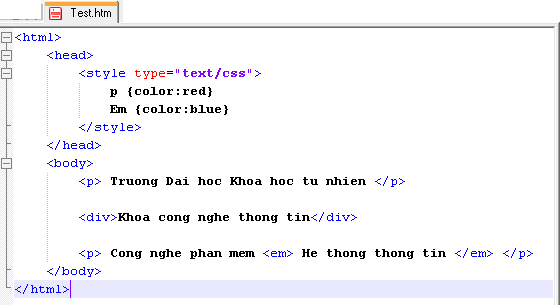 Test.htm
<html>
<head>
<style type="text/css">
p {color:red}
Em {color:blue}
</style>
</head>
<body>
<p> Truong Dai hoc Khoa hoc tu nhien </p>
<div>Khoa cong nghe thong tin</div>
<p> Cong nghe phan mem <em> He thong thong tin </em> </p>
</body>
</html>